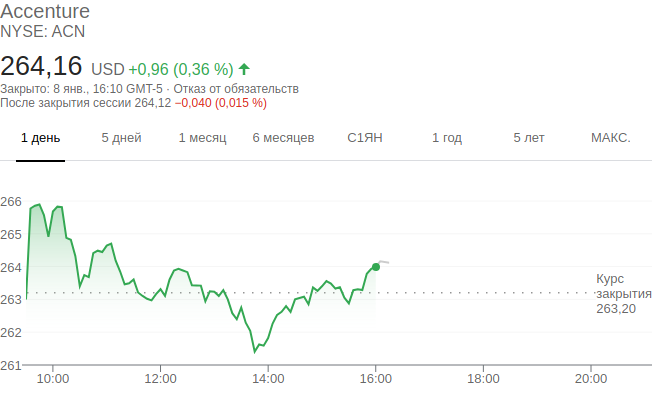 Accenture
NYSE: ACN
264,16 USD +0,96 (0,36 %)
Закрыто: 8 янв., 16:10 GMT-5 · Отказ от обязательств
После закрытия сессии 264,12 −0,040 (0,015 %)
1 день 5 дней 1 месяц 6 месяцев С1ЯН 1 год 5 лет МАКС.
266
265
264
263
262
261
Курс
закрытия
263,20
10:00 12:00 14:00 16:00 18:00 20:00